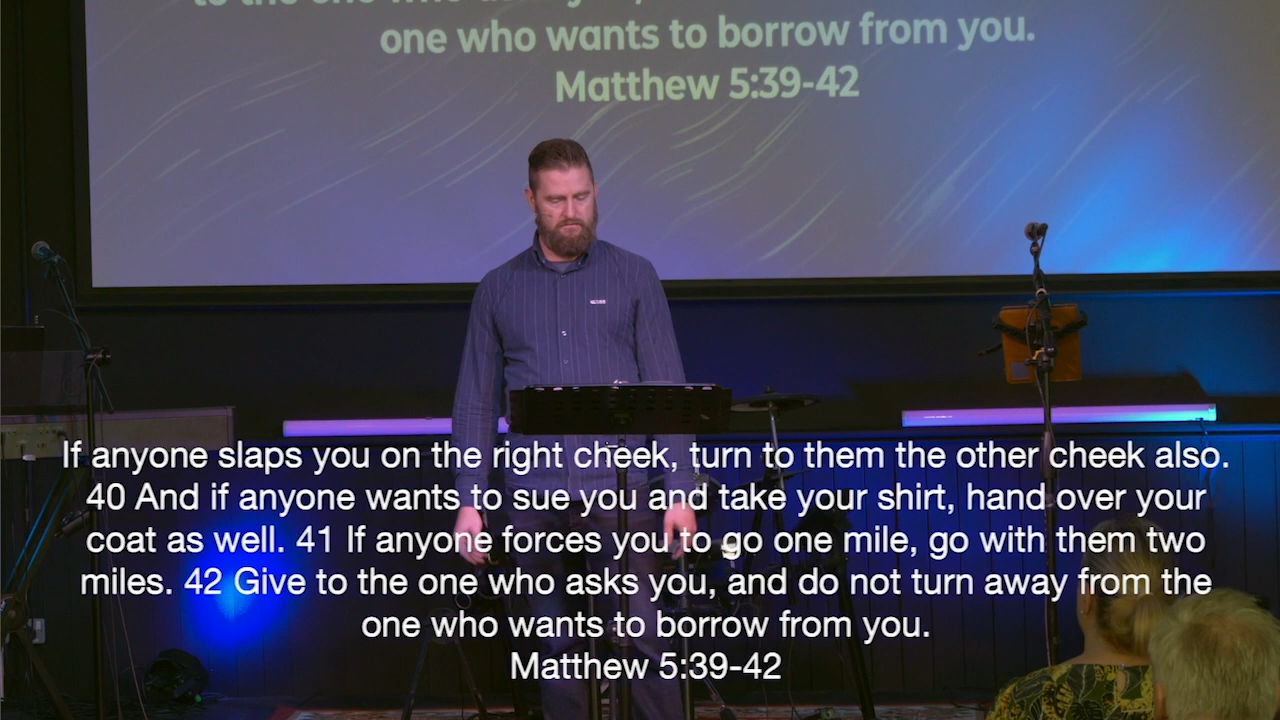 to the one who
one who wants to borrow from you.
Matthew 5:39-42
If anyone slaps you on the right cheek, turn to them the other cheek also.
40 And if anyone wants to sue you and take your shirt, hand over your
coat as well. 41 If anyone forces you to go one mile, go with them two
miles. 42 Give to the one who asks you, and do not turn away from the
one who wants to borrow from you.
Matthew 5:39-42